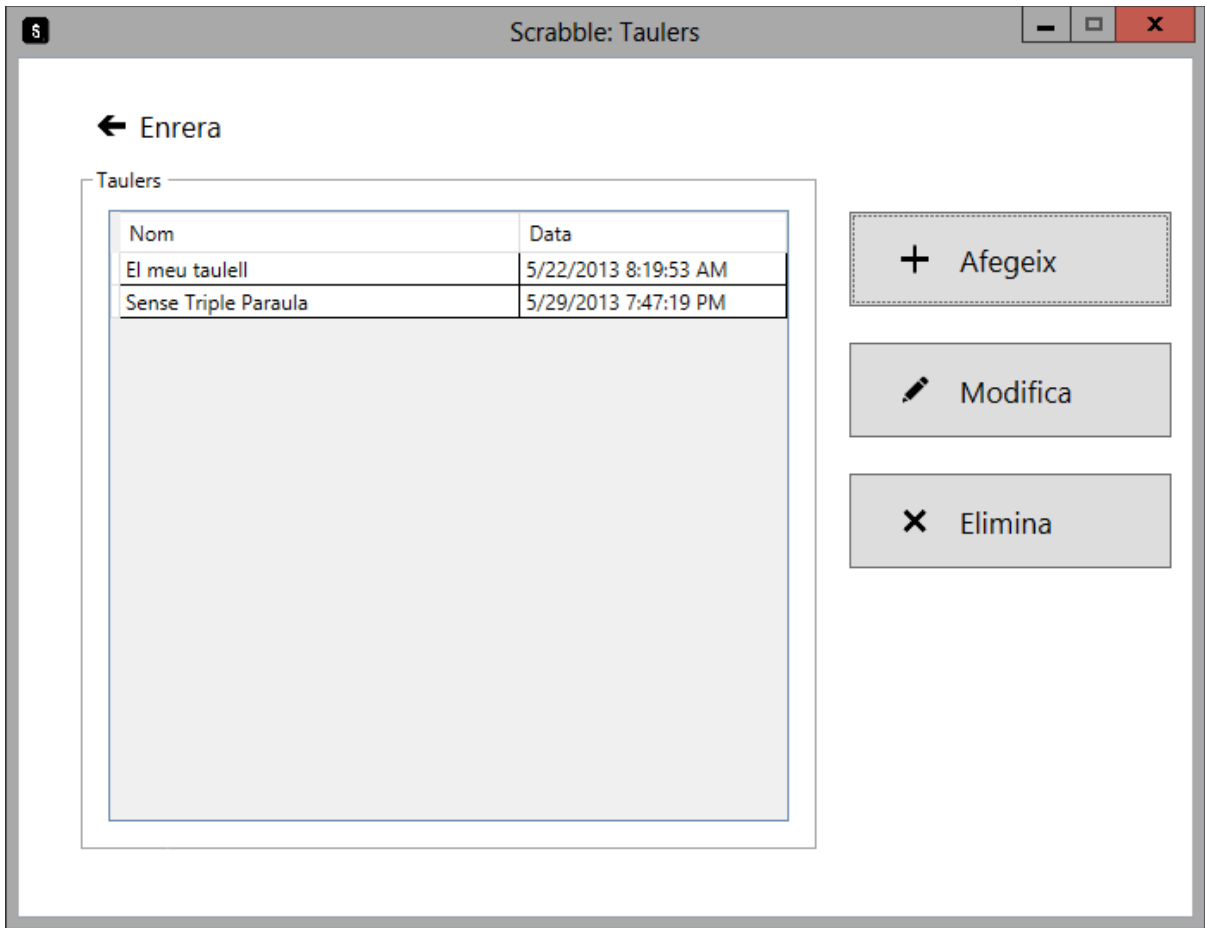 Scrabble: Taulers
Enrera
Taulers
Nom Data
El meu taulell 5/22/2013 8:19:53 AM
Sense Triple Paraula 5/29/2013 7:47:19 PM
Afegeix
Modifica
Elimina